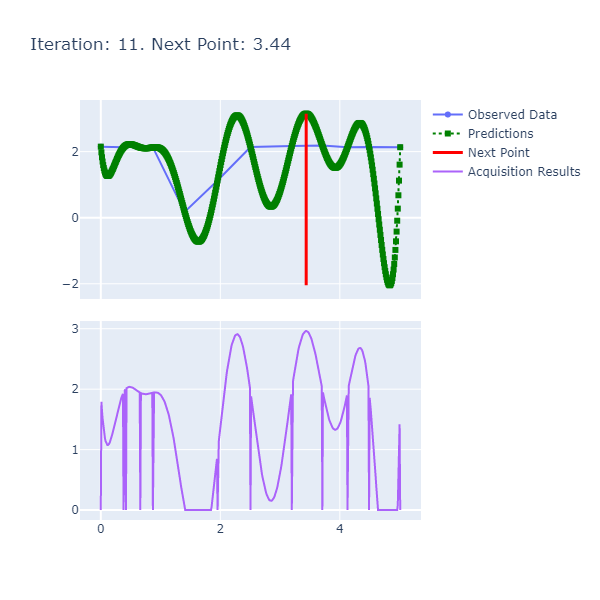 Iteration: 11. Next Point: 3.44
Observed Data
Predictions
Next Point
Acquisition Results
2
0
−2
3
2
1
0
0
2
4